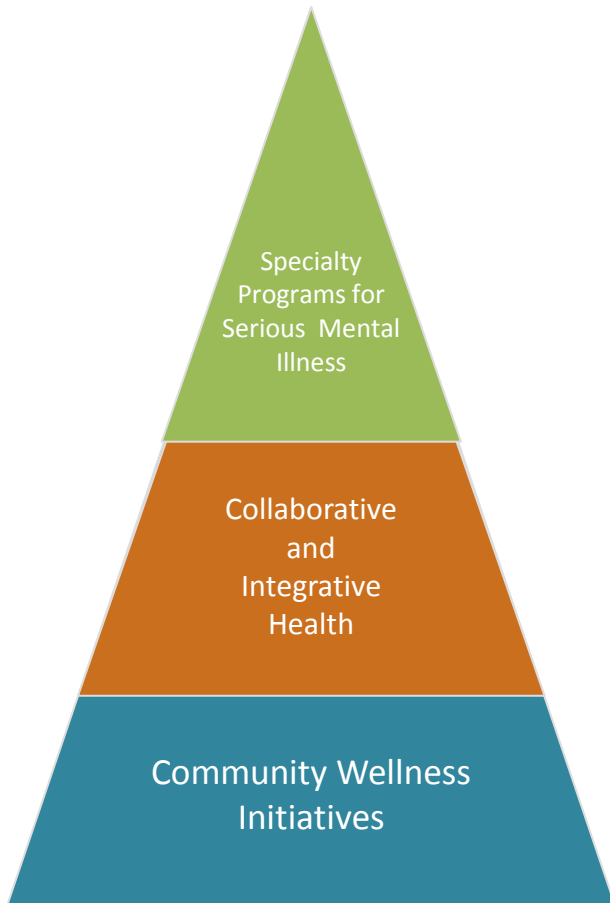 Specialty
Programs for
Serious Mental
Illness
Collaborative
and
Integrative
Health
Community Wellness
Initiatives